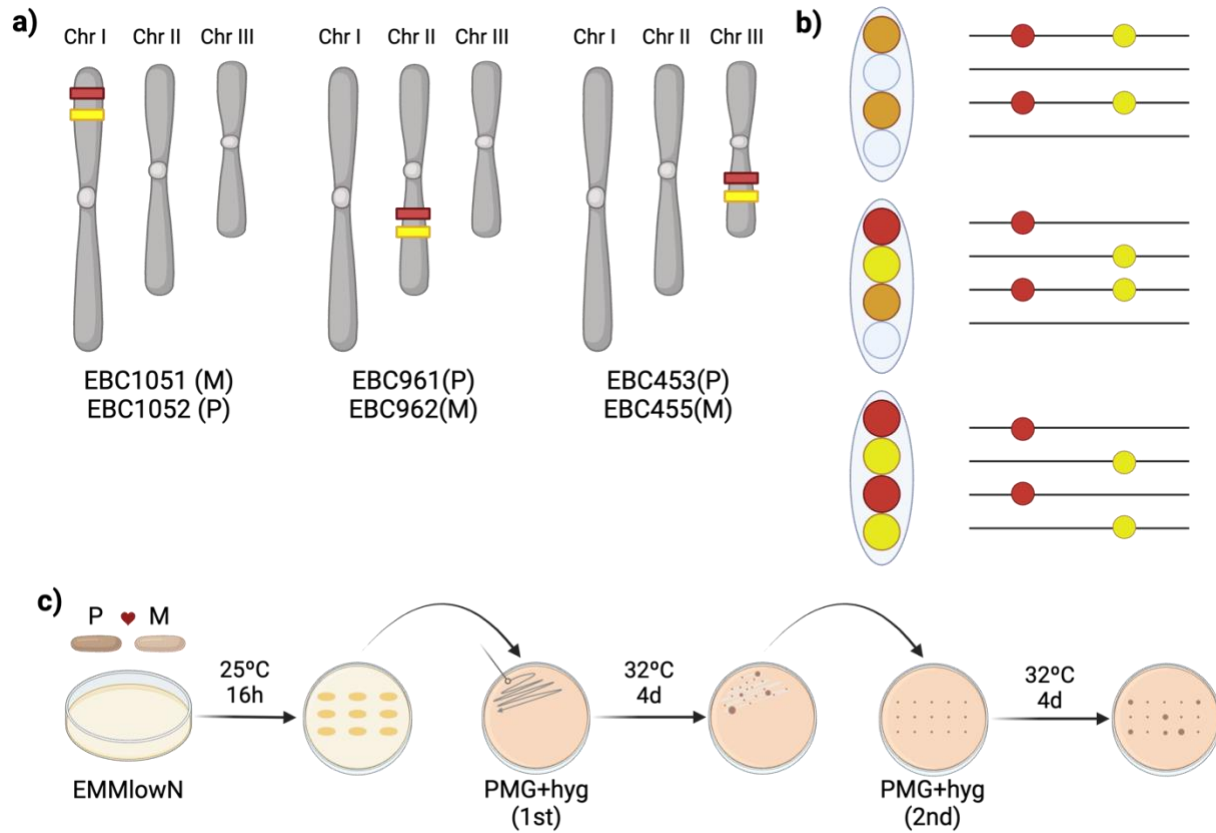 a)
Chr I Chr II Chr III
Chr I Chr II Chr III
Chr I Chr II Chr III
EBC1051 (M)
EBC1052 (P)
EBC961(P)
EBC962(M)
EBC453(P)
EBC455(M)
b)
c)
P M
EMMlowN
25ºC
16h
PMG+hyg
(1st)
32ºC
4d
PMG+hyg
(2nd)
32ºC
4d